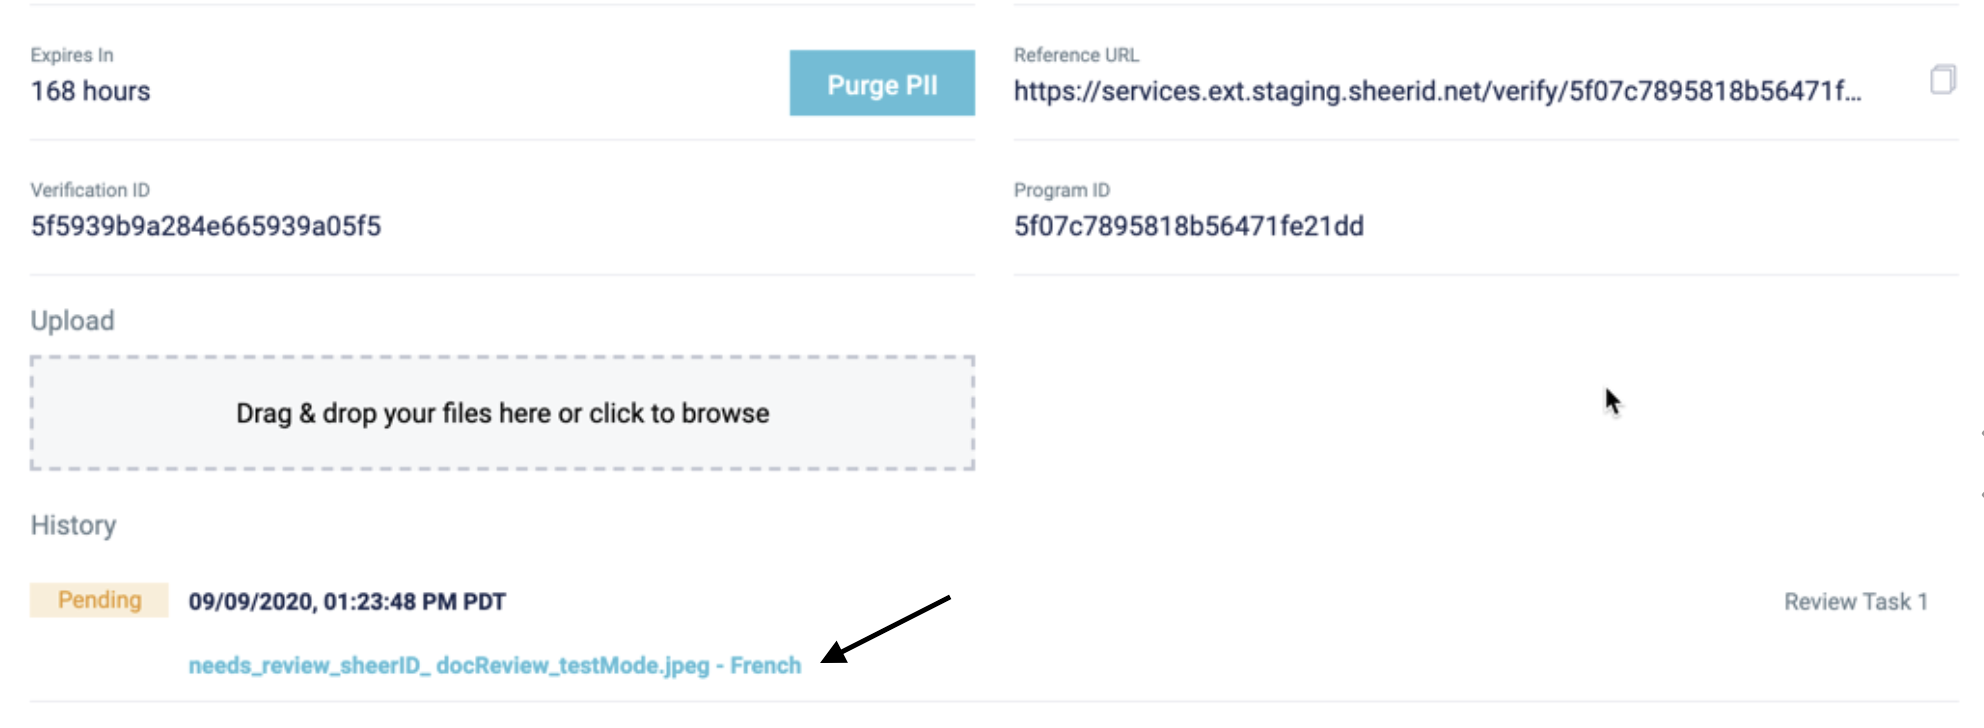 Expires In
168 hours
Purge PII
Reference URL
https://services.ext.staging.sheerid.net/verify/5f07c7895818b56471f...
Verification ID
5f5939b9a284e665939a05f5
Program ID
5f07c7895818b56471fe21dd
Upload
Drag & drop your files here or click to browse
History
Pending
09/09/2020, 01:23:48 PM PDT
Review Task 1
needs_review_sheerID_ docReview_testMode.jpeg - French